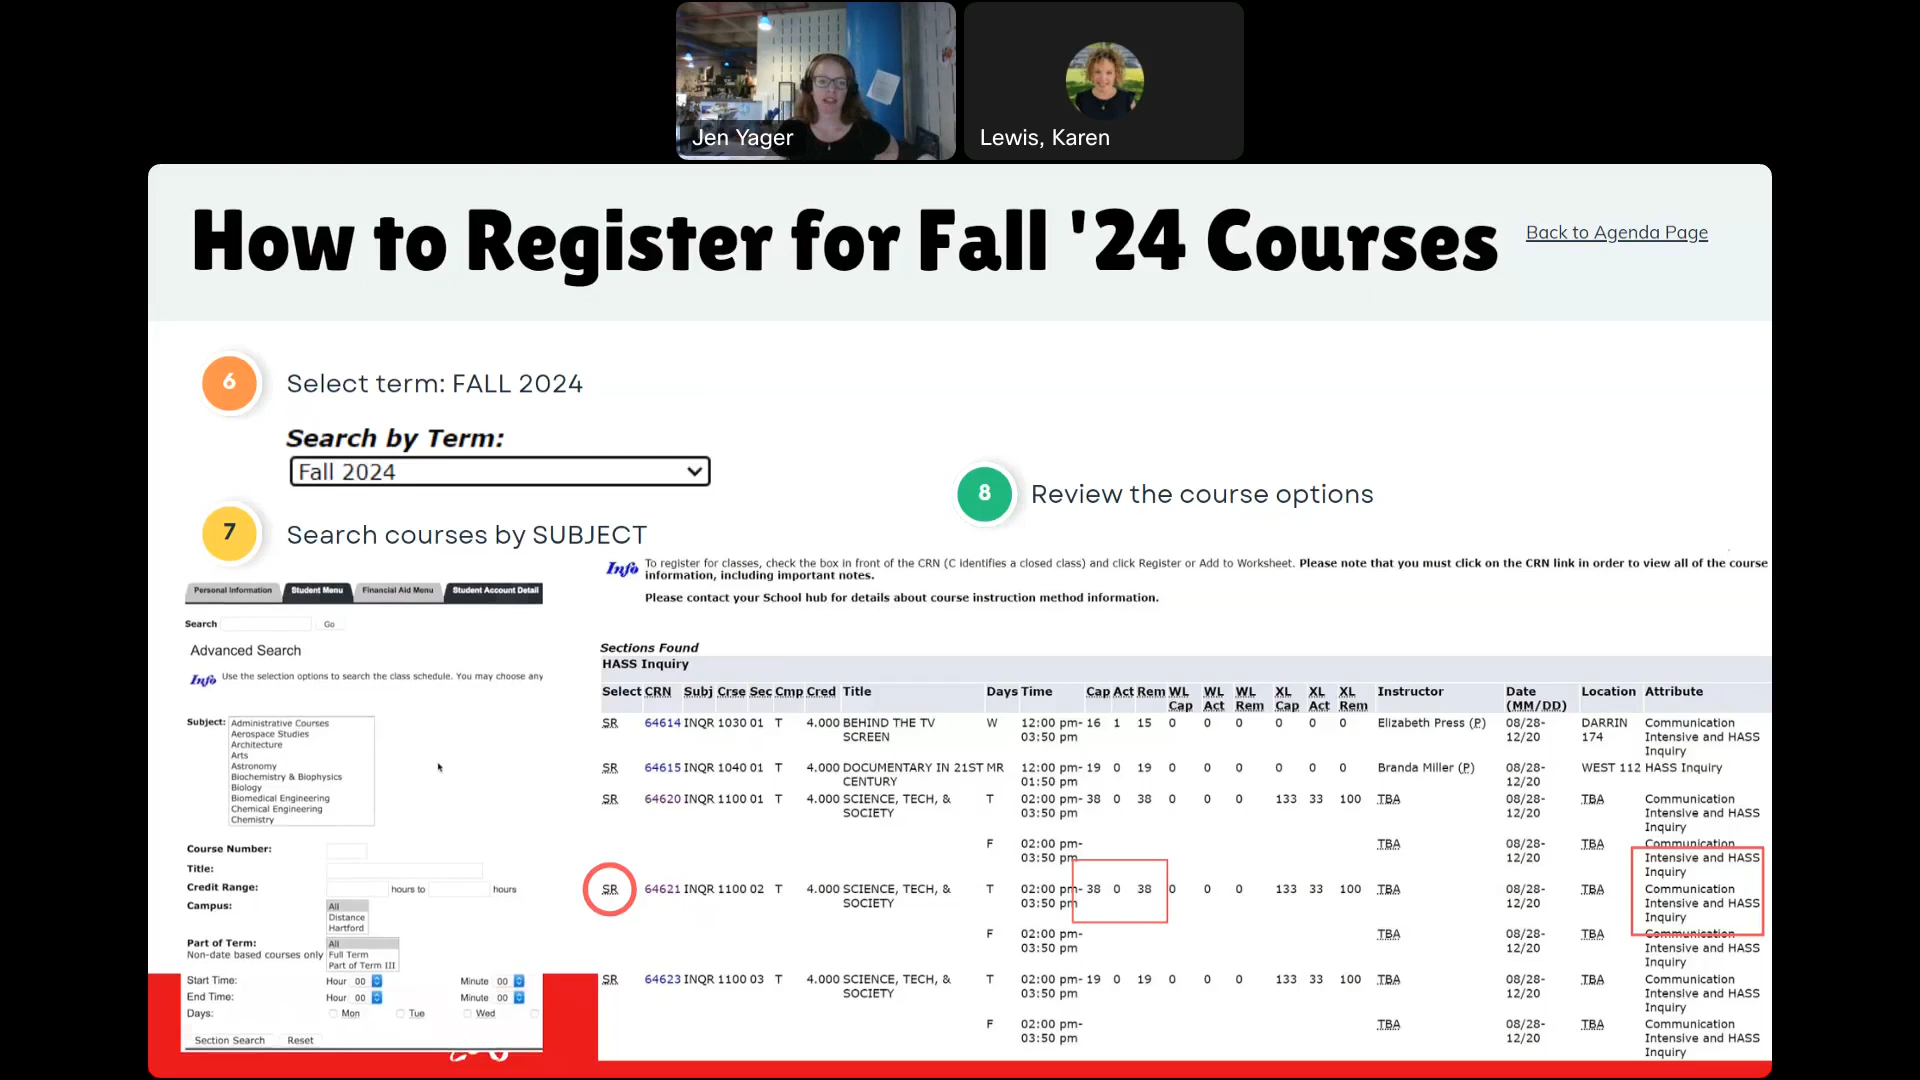 Jen Yager
Lewis, Karen
How to Register for Fall '24 Courses
Back to Agenda Page
6
Select term: FALL 2024
Search by Term:
Fall 2024
7
Search courses by SUBJECT
Personal Information Student Menu Financial Aid Menu Student Account Detail
Search Go
Advanced Search
Info Use the selection options to search the class schedule. You may choose any
Subject: Administrative Courses
Aerospace Studies
Architecture
Arts
Astronomy
Biochemistry & Biophysics
Biology
Biomedical Engineering
Chemical Engineering
Chemistry
Course Number:
Title:
Credit Range: hours to hours
Campus: All
Distance
Hartford
Part of Term: All
Non-date based courses only Full Term
Part of Term III
Start Time: Hour 00 Minute 00
End Time: Hour 00 Minute 00
Days: Mon Tue Wed
Section Search Reset
8
Review the course options
Info To register for classes, check the box in front of the CRN (C identifies a closed class) and click Register or Add to Worksheet. Please note that you must click on the CRN link in order to view all of the course
information, including important notes.
Please contact your School hub for details about course instruction method information.
Sections Found
HASS Inquiry
Select CRN Subj Crse Sec Cmp Cred Title Days Time Cap Act Rem WL WL WL XL XL XL Instructor Date Location Attribute
Cap Act Rem Cap Act Rem (MM/DD)
SR 64614 INQR 1030 01 T 4.000 BEHIND THE TV W 12:00 pm- 16 1 15 0 0 0 0 0 0 Elizabeth Press (P) 08/28- DARRIN Communication
SCREEN 03:50 pm 12/20 174 Intensive and HASS
Inquiry
SR 64615 INQR 1040 01 T 4.000 DOCUMENTARY IN 21ST MR 12:00 pm- 19 0 19 0 0 0 0 0 0 Branda Miller (P) 08/28- WEST 112 HASS Inquiry
CENTURY 01:50 pm 12/20
SR 64620 INQR 1100 01 T 4.000 SCIENCE, TECH, & T 02:00 pm- 38 0 38 0 0 0 133 33 100 TBA 08/28- TBA Communication
SOCIETY 03:50 pm 12/20 Intensive and HASS
Inquiry
F 02:00 pm- TBA 08/28- TBA Communication
03:50 pm 12/20 Intensive and HASS
Inquiry
SR 64621 INQR 1100 02 T 4.000 SCIENCE, TECH, & T 02:00 pm- 38 0 38 0 0 0 133 33 100 TBA 08/28- TBA Communication
SOCIETY 03:50 pm 12/20 Intensive and HASS
Inquiry
F 02:00 pm- TBA 08/28- TBA Communication
03:50 pm 12/20 Intensive and HASS
Inquiry
SR 64623 INQR 1100 03 T 4.000 SCIENCE, TECH, & T 02:00 pm- 19 0 19 0 0 0 133 33 100 TBA 08/28- TBA Communication
SOCIETY 03:50 pm 12/20 Intensive and HASS
Inquiry
F 02:00 pm- TBA 08/28- TBA Communication
03:50 pm 12/20 Intensive and HASS
Inquiry